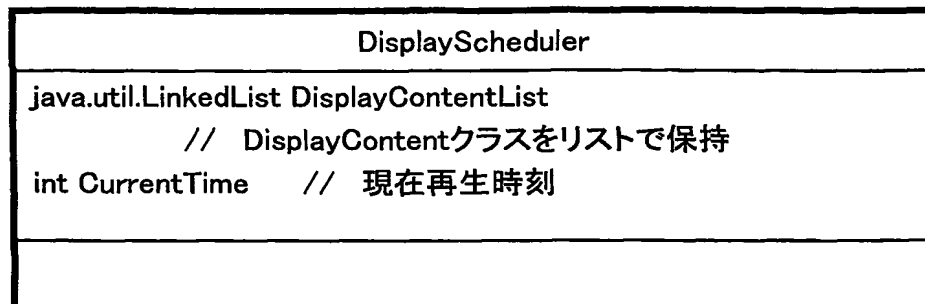 DisplayScheduler
java.util.LinkedList DisplayContentList
// DisplayContentクラスをリストで保持
int CurrentTime // 現在再生時刻